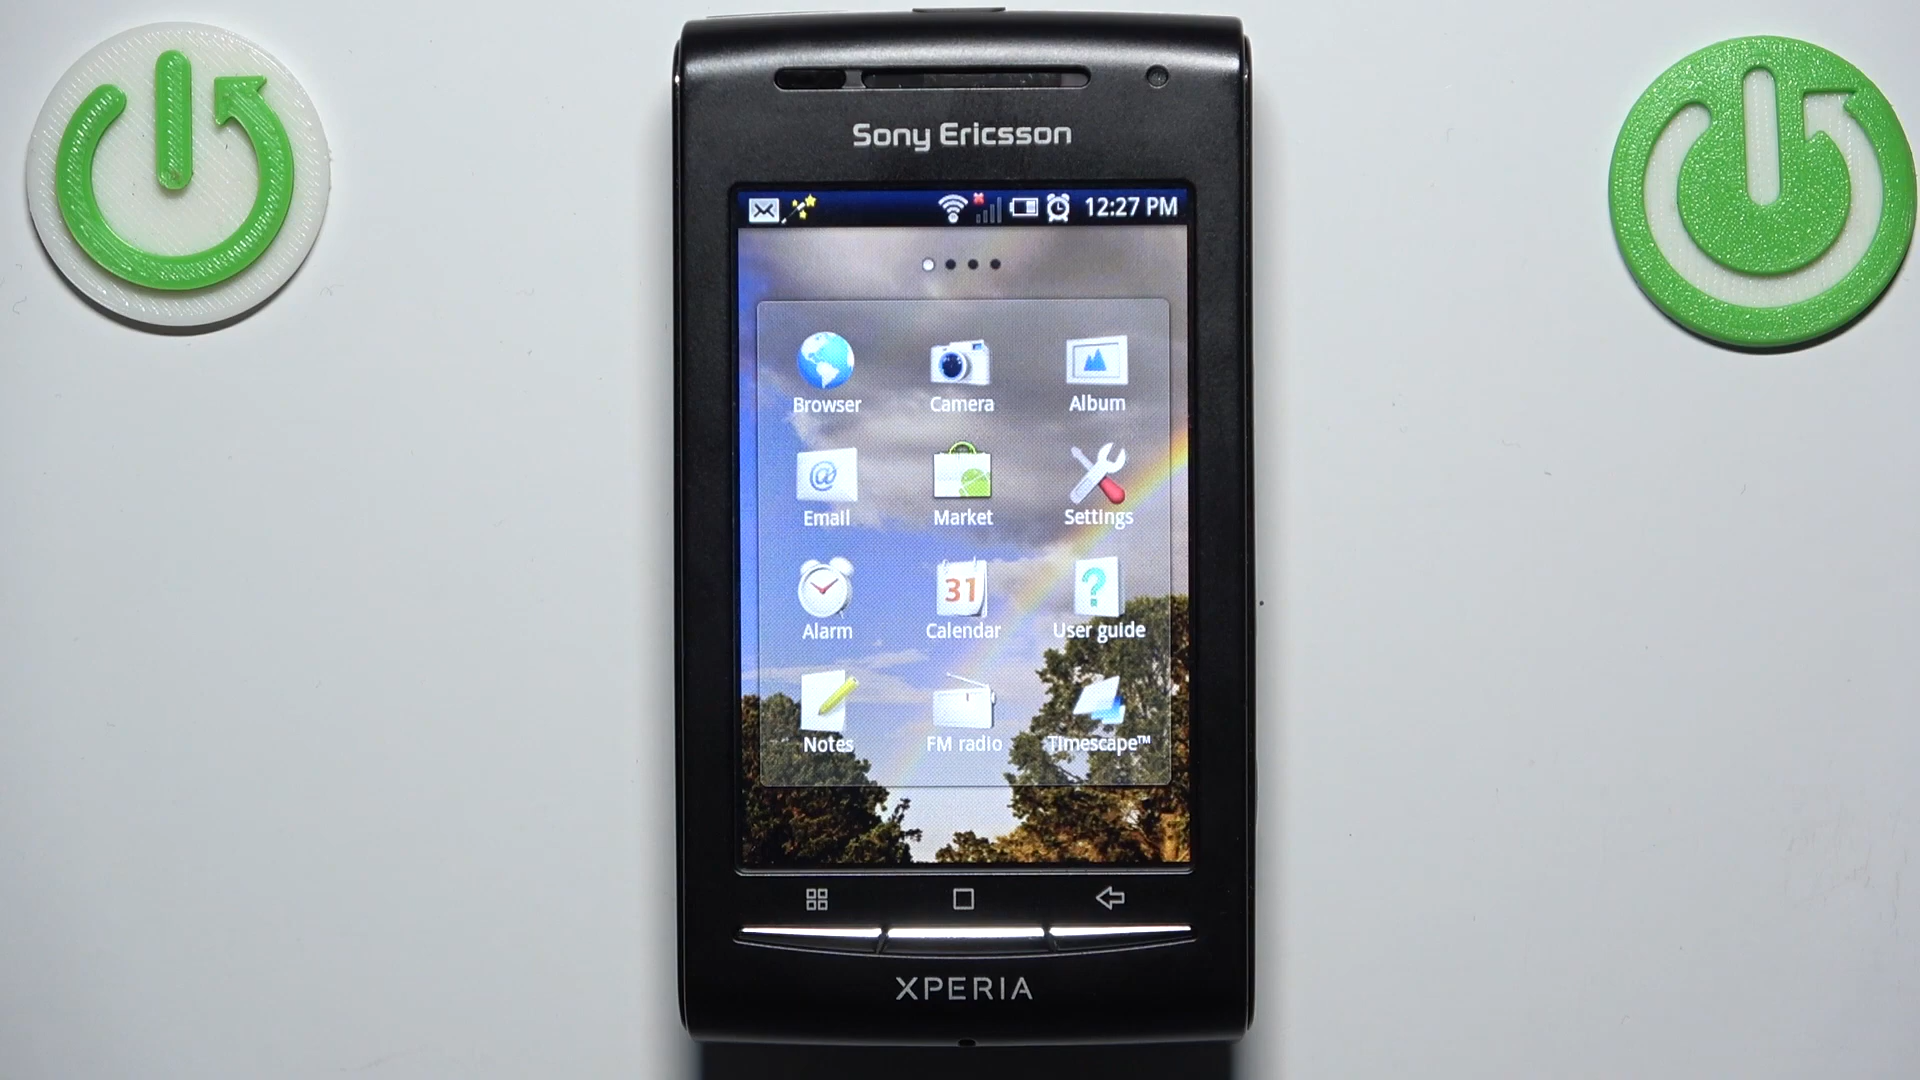 Sony Ericsson
12:27 PM
Browser Camera Album
Email Market Settings
31
Alarm Calendar User guide
Notes FM radio Timescape™
XPERIA